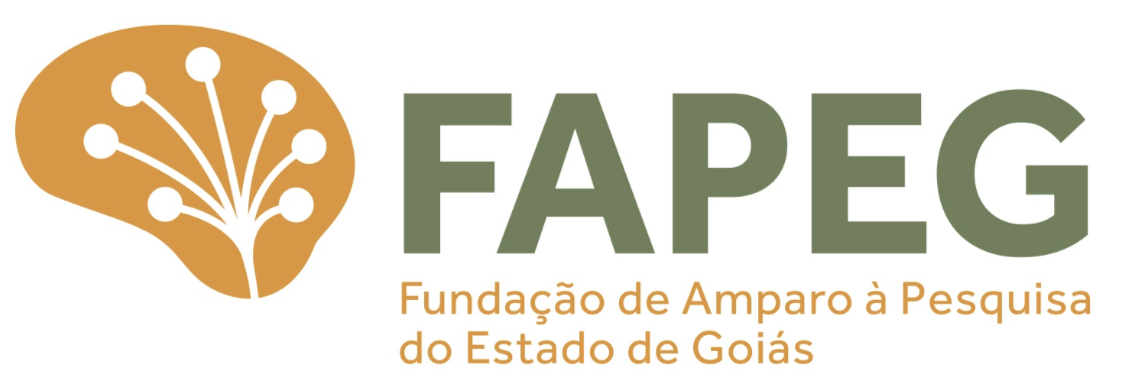 FAPEG
Fundação de Amparo à Pesquisa
do Estado de Goiás